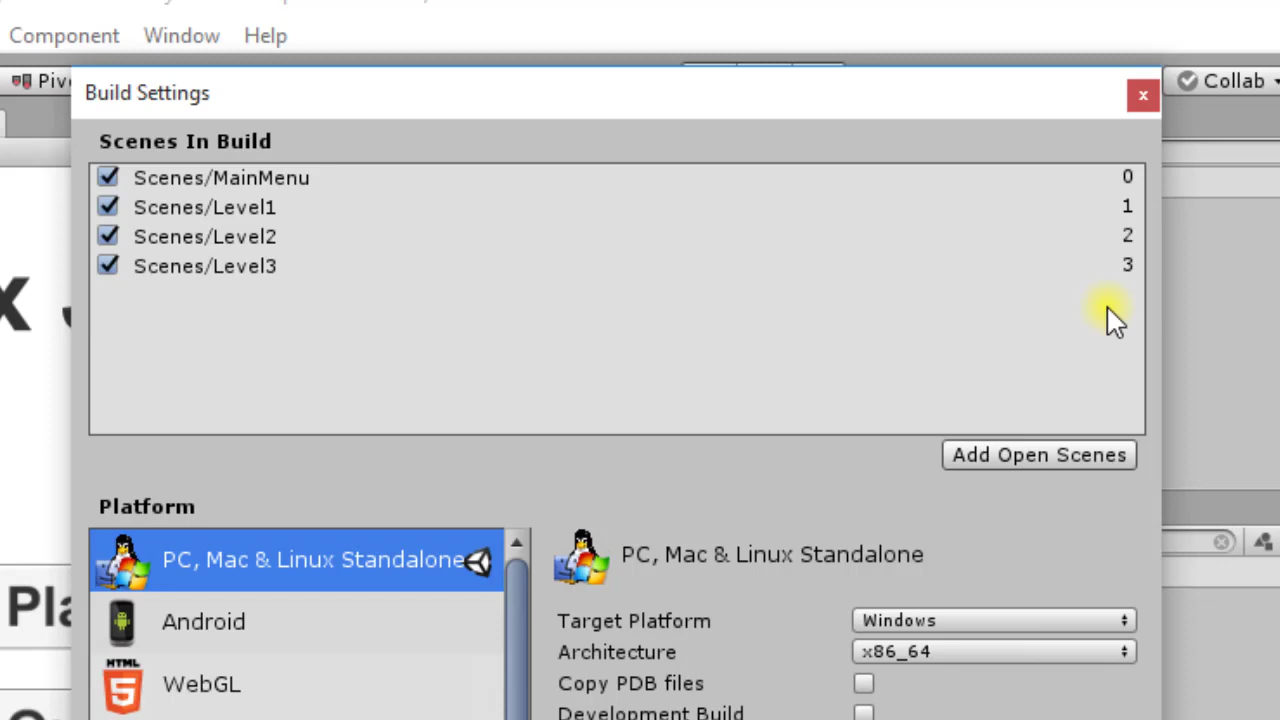 Component Window Help
Collab
Build Settings
x
Scenes In Build
Scenes/MainMenu 0
Scenes/Level1 1
Scenes/Level2 2
Scenes/Level3 3
Add Open Scenes
Platform
PC, Mac & Linux Standalone
Android
HTML
5
WebGL
PC, Mac & Linux Standalone
Target Platform Windows
Architecture x86_64
Copy PDB files
Development Build